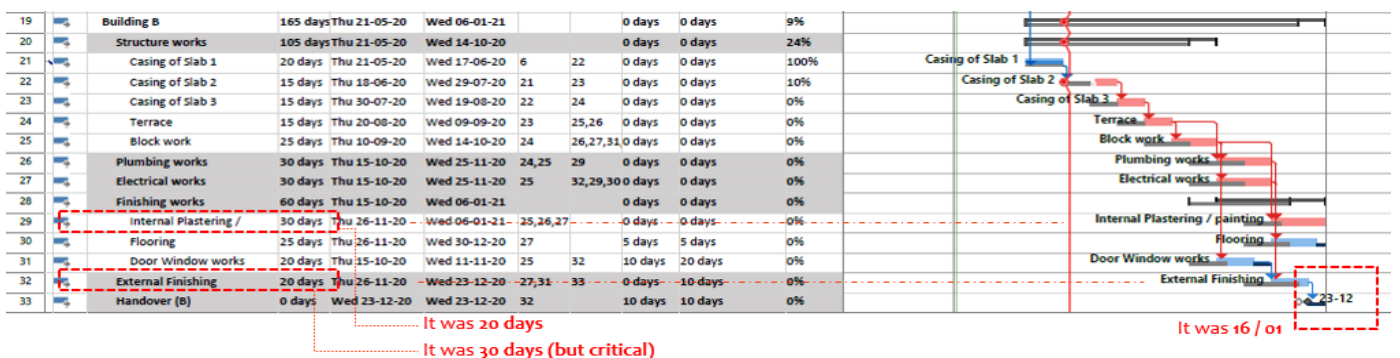 19 Building B 165 days Thu 21-05-20 Wed 06-01-21 0 days 0 days 9%
20 Structure works 105 days Thu 21-05-20 Wed 14-10-20 0 days 0 days 24%
21 Casing of Slab 1 20 days Thu 21-05-20 Wed 17-06-20 6 22 0 days 0 days 100% Casing of Slab 1
22 Casing of Slab 2 15 days Thu 18-06-20 Wed 29-07-20 21 23 0 days 0 days 10% Casing of Slab 2
23 Casing of Slab 3 15 days Thu 30-07-20 Wed 19-08-20 22 24 0 days 0 days 0% Casing of Slab 3
24 Terrace 15 days Thu 20-08-20 Wed 09-09-20 23 25,26 0 days 0 days 0% Terrace
25 Block work 25 days Thu 10-09-20 Wed 14-10-20 24 26,27,31 0 days 0 days 0% Block work
26 Plumbing works 30 days Thu 15-10-20 Wed 25-11-20 24,25 29 0 days 0 days 0% Plumbing works
27 Electrical works 30 days Thu 15-10-20 Wed 25-11-20 25 32,29,30 0 days 0 days 0% Electrical works
28 Finishing works 60 days Thu 15-10-20 Wed 06-01-21 0 days 0 days 0%
29 Internal Plastering / 30 days Thu 26-11-20 Wed 06-01-21 25,26,27 0 days 0 days 0% Internal Plastering / painting
30 Flooring 25 days Thu 26-11-20 Wed 30-12-20 27 5 days 5 days 0% Flooring
31 Door Window works 20 days Thu 15-10-20 Wed 11-11-20 25 32 10 days 20 days 0% Door Window works
32 External Finishing 20 days Thu 26-11-20 Wed 23-12-20 27,31 33 0 days 10 days 0% External Finishing
33 Handover (B) 0 days Wed 23-12-20 Wed 23-12-20 32 10 days 10 days 0% 23-12
It was 20 days
It was 16 / 01
It was 30 days (but critical)